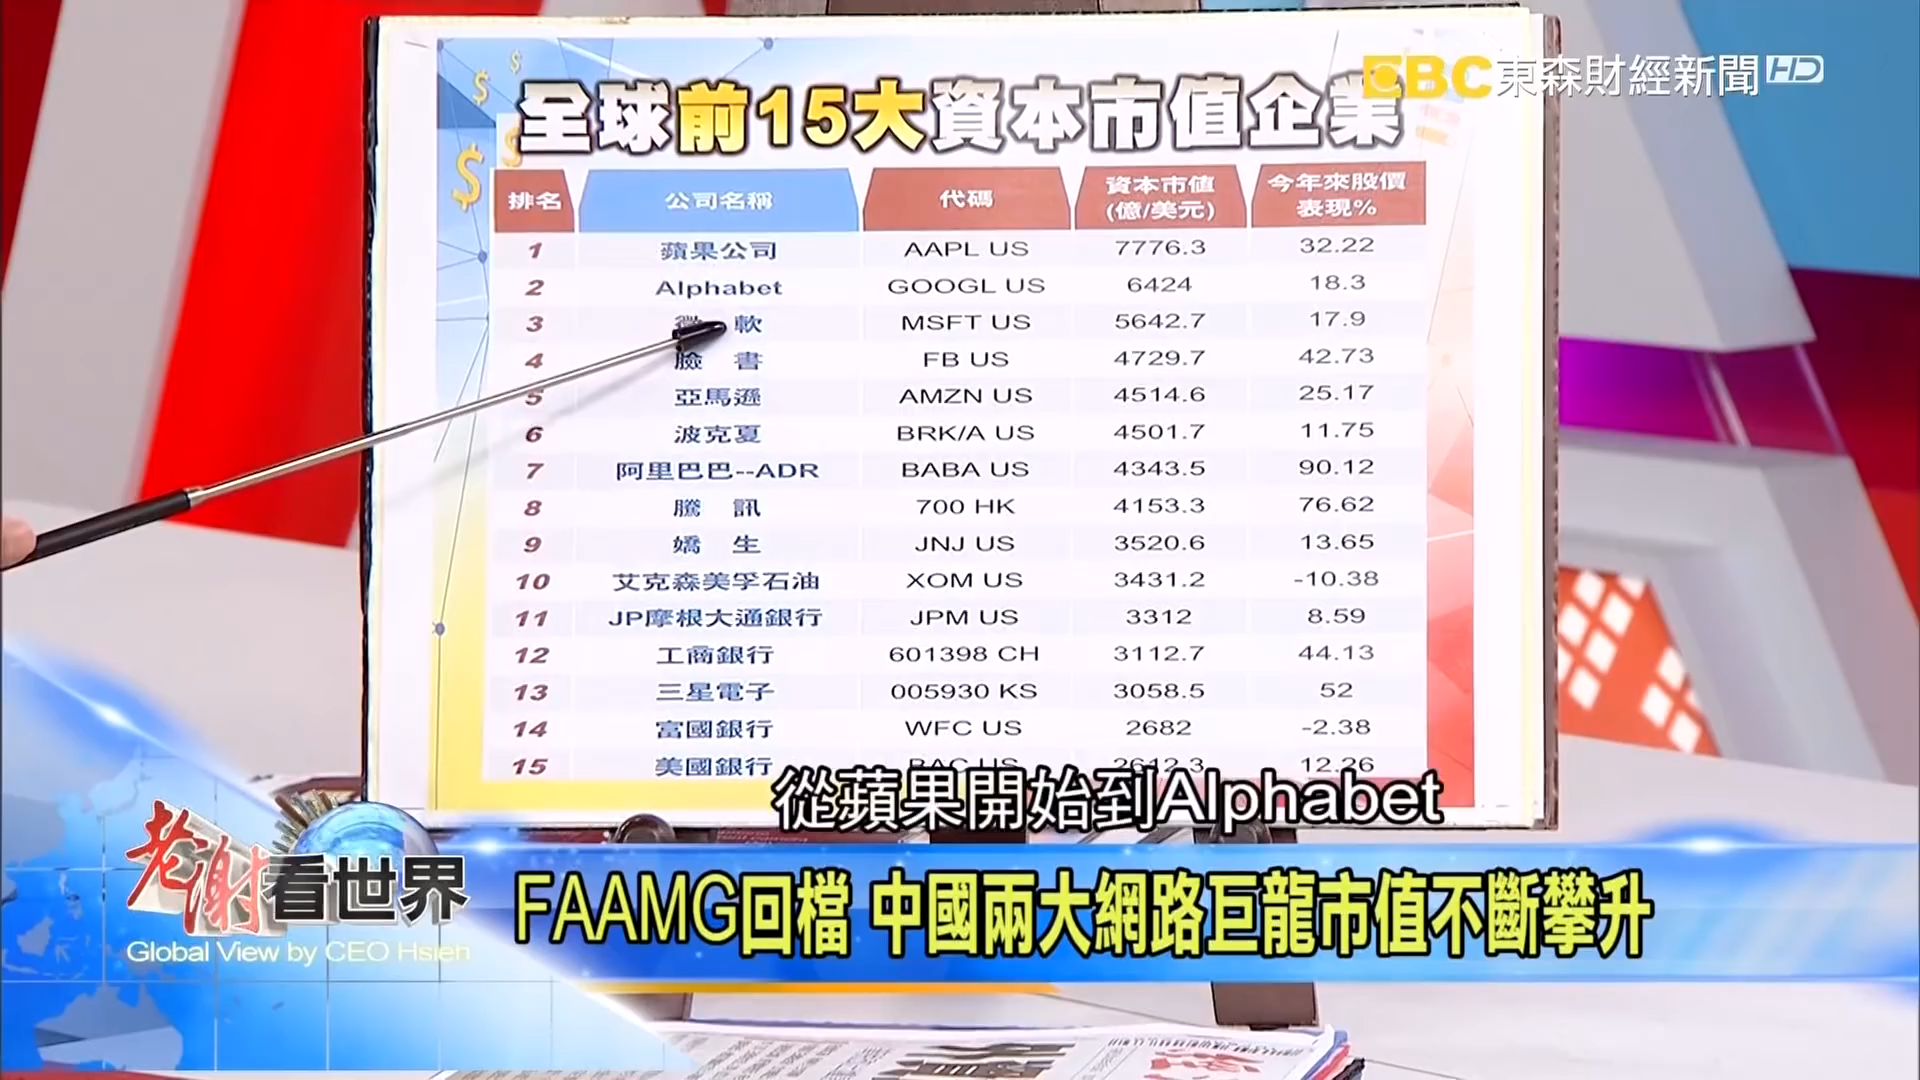 EBC 東森財經新聞 HD
全球前15大資本市值企業
排名 公司名稱 代碼 資本市值(億/美元) 今年來股價表現%
1 蘋果公司 AAPL US 7776.3 32.22
2 Alphabet GOOGL US 6424 18.3
3 微 軟 MSFT US 5642.7 17.9
4 臉 書 FB US 4729.7 42.73
5 亞馬遜 AMZN US 4514.6 25.17
6 波克夏 BRK/A US 4501.7 11.75
7 阿里巴巴--ADR BABA US 4343.5 90.12
8 騰 訊 700 HK 4153.3 76.62
9 嬌 生 JNJ US 3520.6 13.65
10 艾克森美孚石油 XOM US 3431.2 -10.38
11 JP摩根大通銀行 JPM US 3312 8.59
12 工商銀行 601398 CH 3112.7 44.13
13 三星電子 005930 KS 3058.5 52
14 富國銀行 WFC US 2682 -2.38
15 美國銀行 BAC US 2612.3 12.26
從蘋果開始到Alphabet
老謝看世界
Global View by CEO Hsieh
FAAMG回檔 中國兩大網路巨龍市值不斷攀升